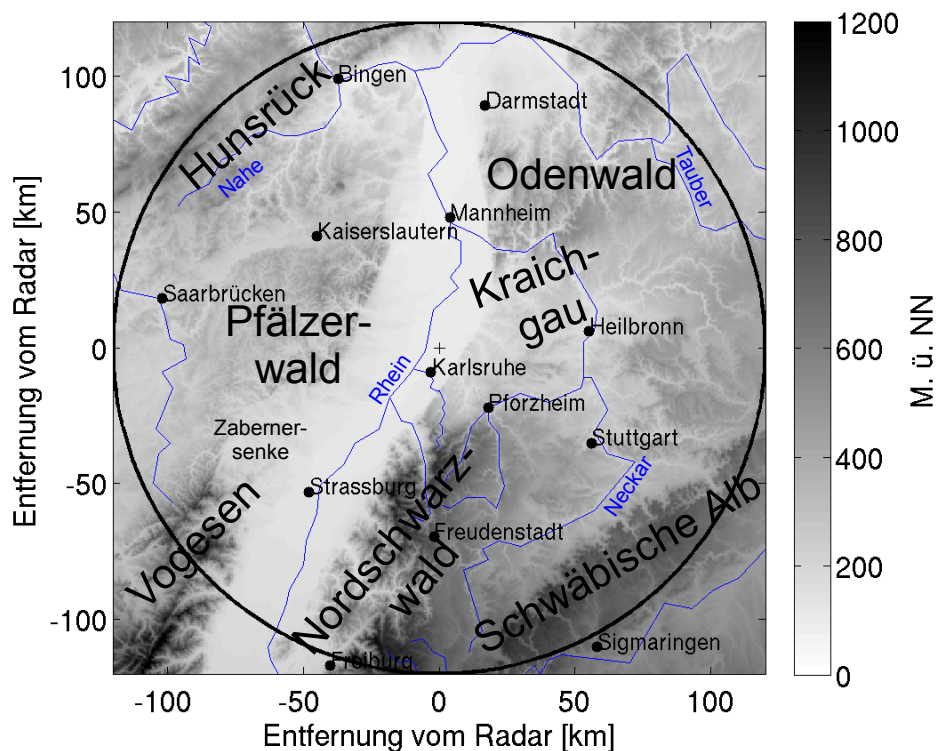 1200
1000
800
600
400
200
0
M. ü. NN
Entfernung vom Radar [km]
100
50
0
-50
-100
-100
-50
0
50
100
Entfernung vom Radar [km]
Bingen
Hunsrück
Darmstadt
Nahe
Odenwald
Tauber
Mannheim
Kaiserslautern
Kraich-
gau
Saarbrücken
Pfälzer-
wald
Heilbronn
Rhein
Karlsruhe
Pforzheim
Zaberner-
senke
Stuttgart
Neckar
Strassburg
Vogesen
Nordschwarz-
wald
Freudenstadt
Schwäbische Alb
Sigmaringen
Freiburg